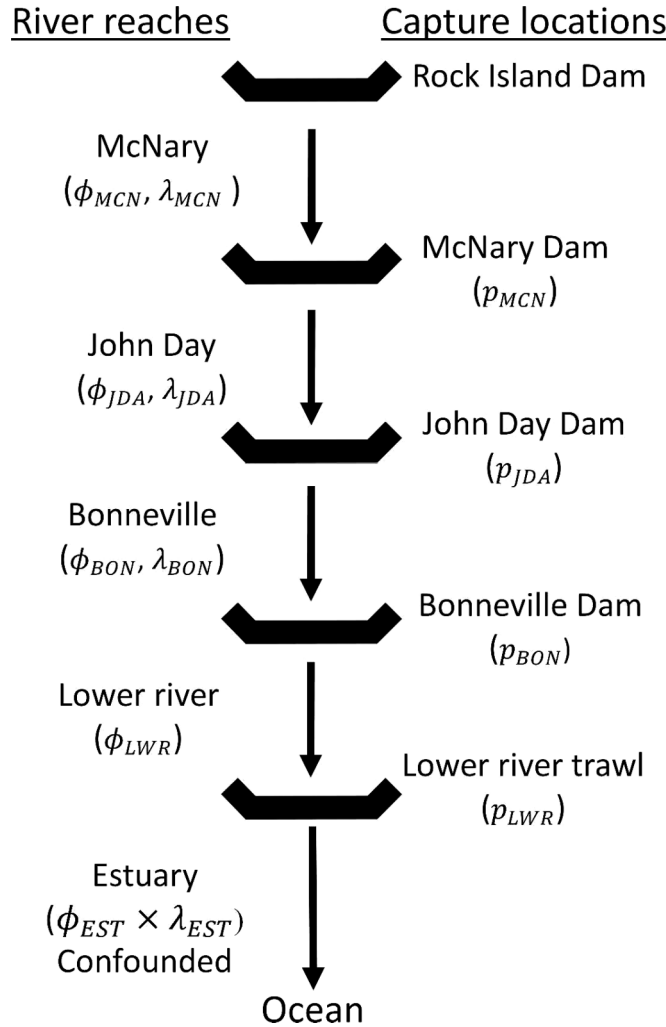 River reaches
Capture locations
Rock Island Dam
McNary
(ϕ_MCN, λ_MCN )
McNary Dam
(p_MCN)
John Day
(ϕ_JDA, λ_JDA)
John Day Dam
(p_JDA)
Bonneville
(ϕ_BON, λ_BON)
Bonneville Dam
(p_BON)
Lower river
(ϕ_LWR)
Lower river trawl
(p_LWR)
Estuary
(ϕ_EST × λ_EST)
Confounded
Ocean